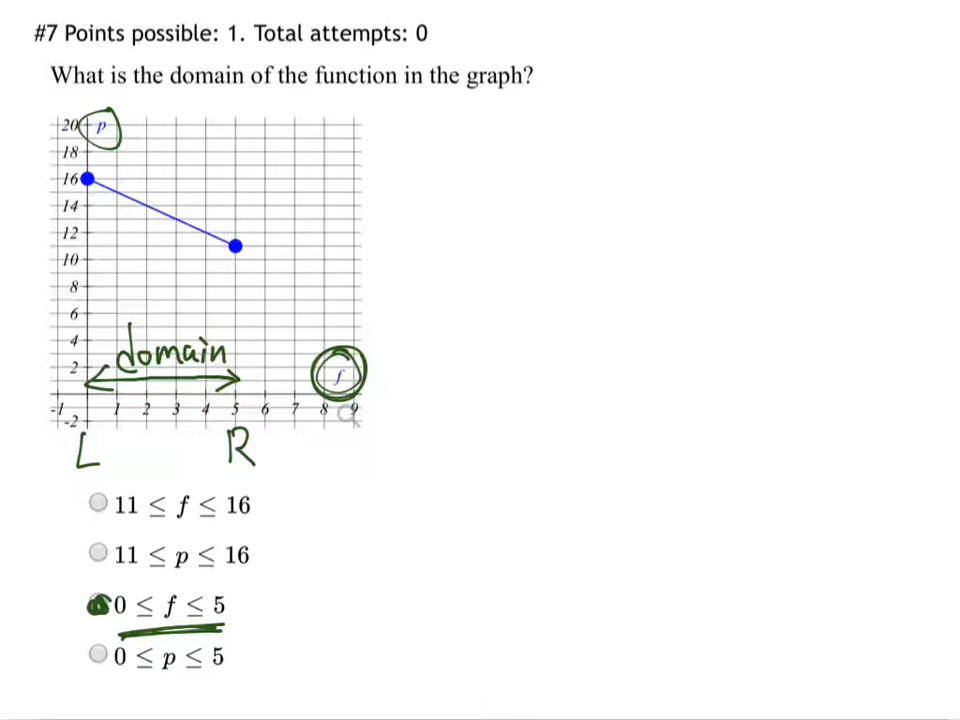 #7 Points possible: 1. Total attempts: 0
What is the domain of the function in the graph?
20 p
18
16
14
12
10
8
6
4
domain
2
f
-1 1 2 3 4 5 6 7 8 9
-2
L R
11 ≤ f ≤ 16
11 ≤ p ≤ 16
0 ≤ f ≤ 5
0 ≤ p ≤ 5